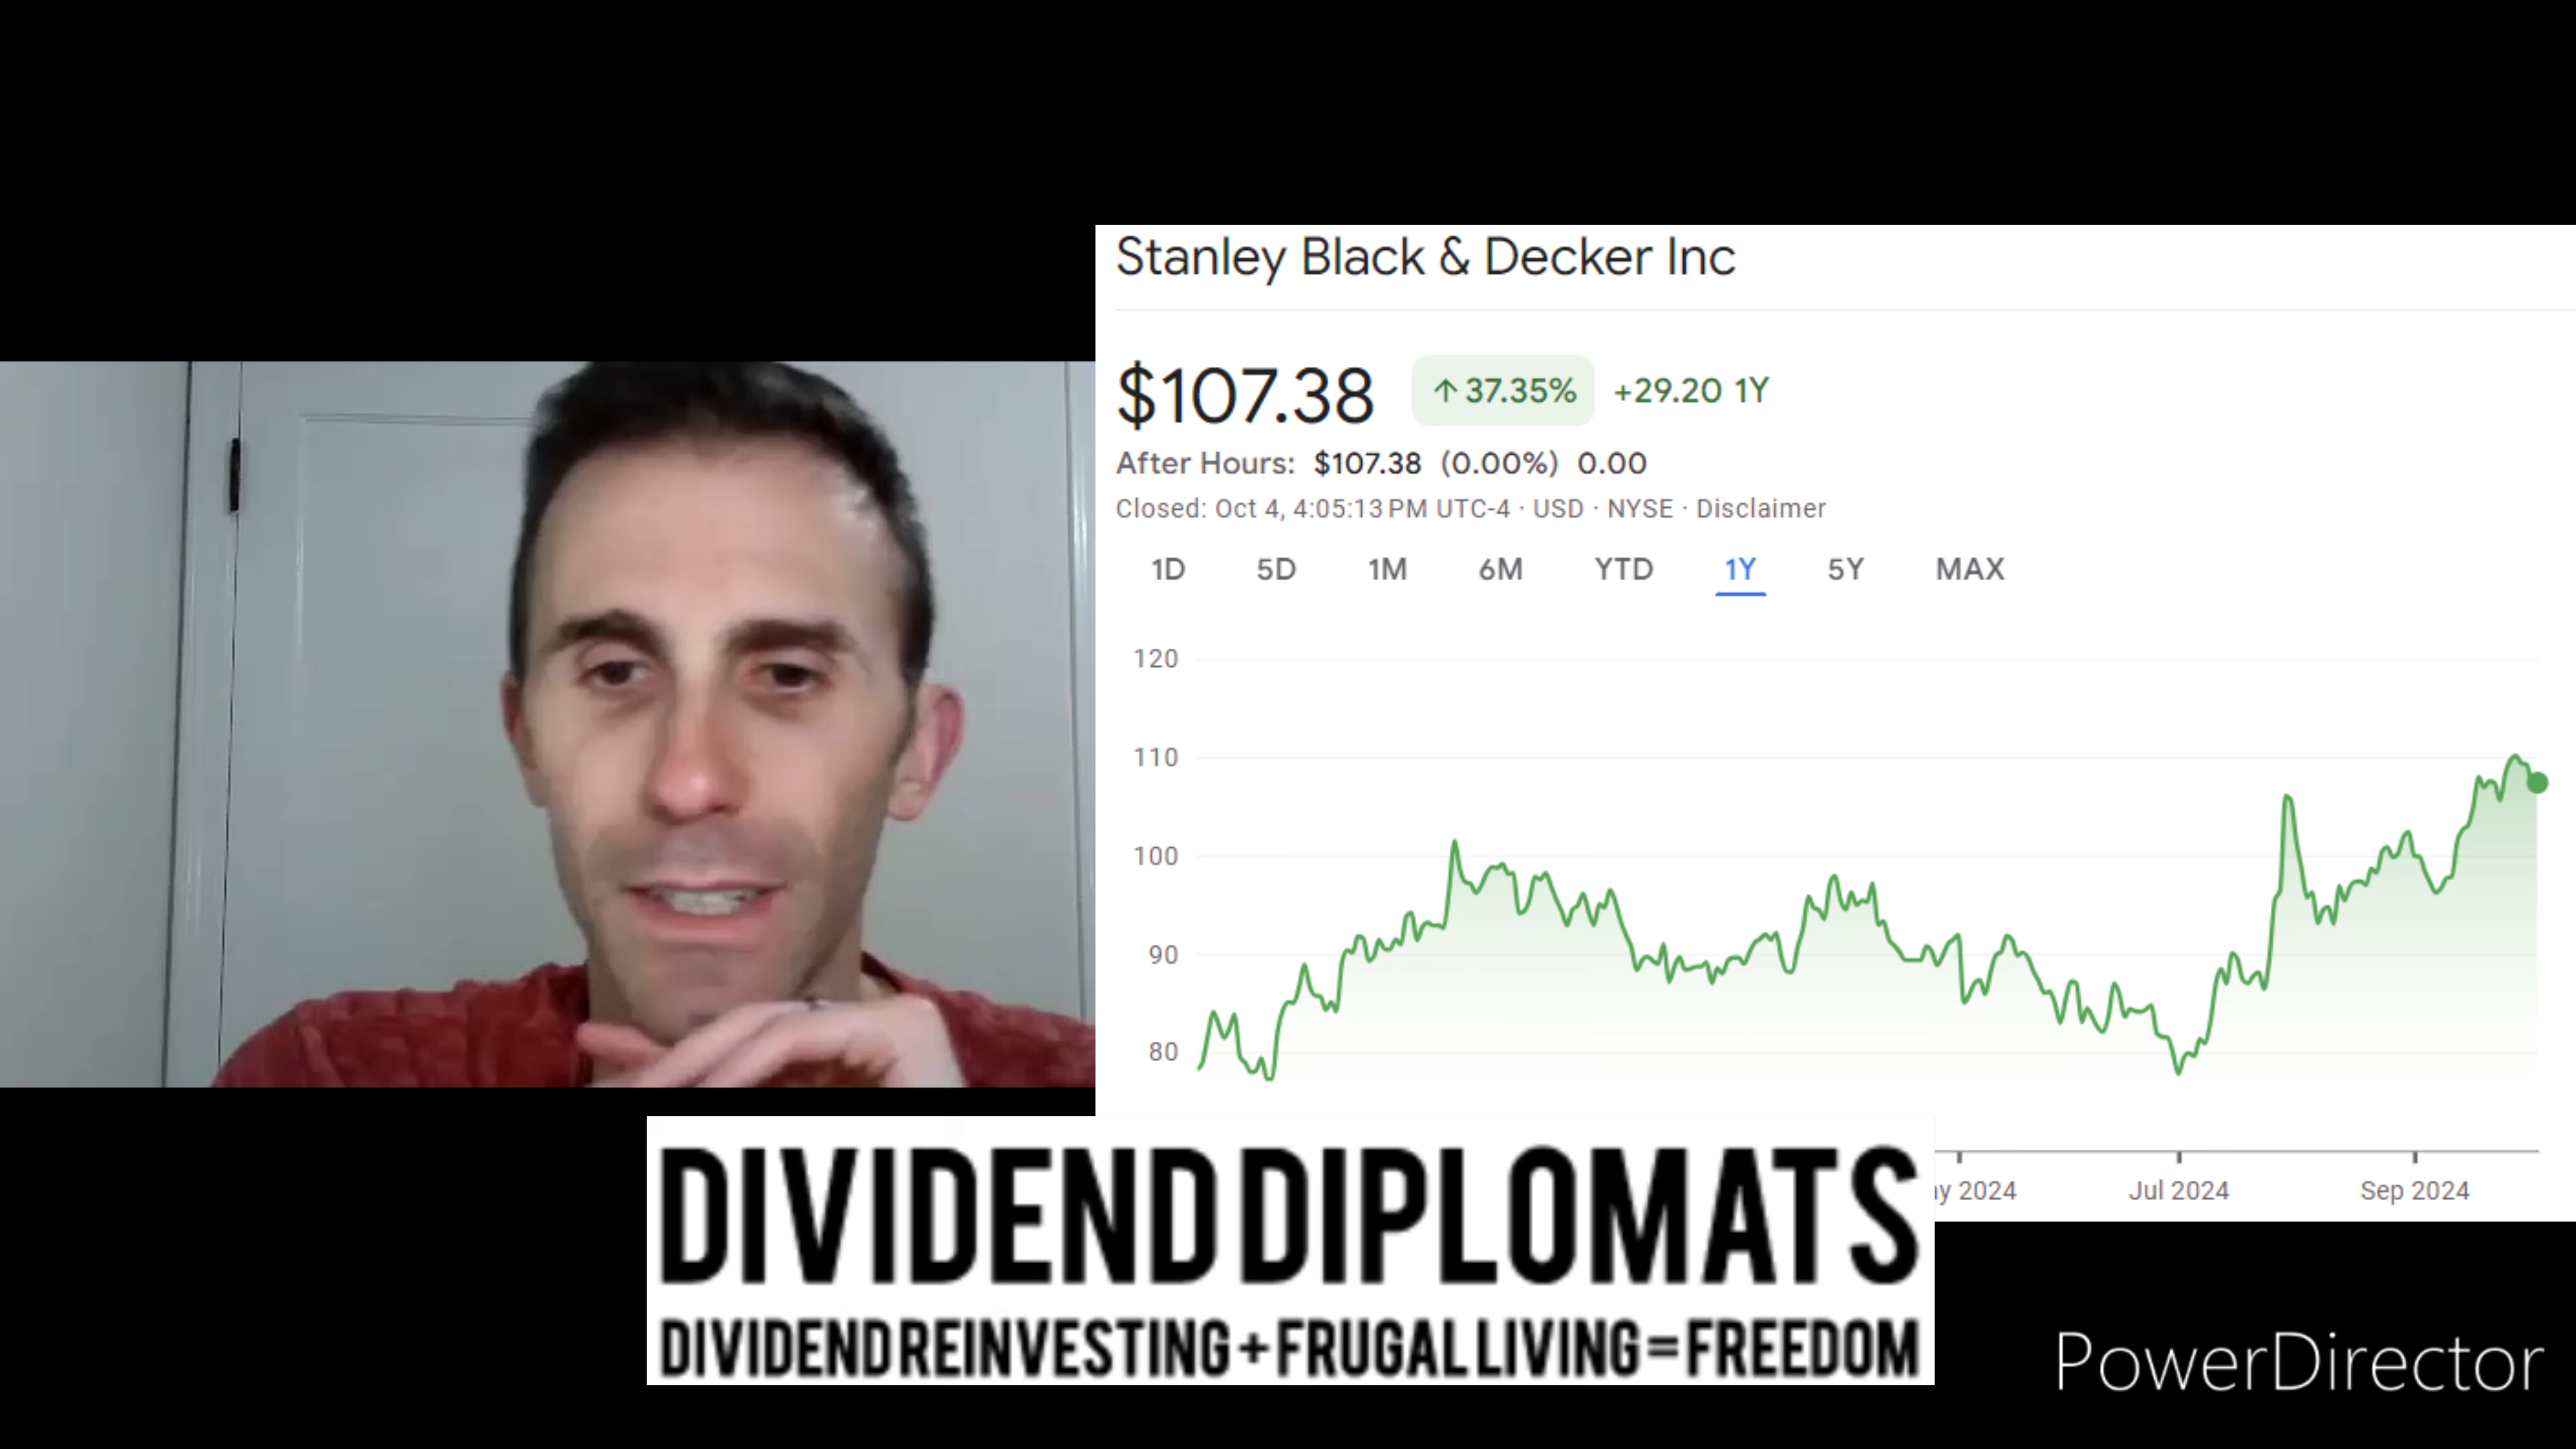 Stanley Black & Decker Inc
$107.38 ↑ 37.35% +29.20 1Y
After Hours: $107.38 (0.00%) 0.00
Closed: Oct 4, 4:05:13 PM UTC-4 · USD · NYSE · Disclaimer
1D 5D 1M 6M YTD 1Y 5Y MAX
120
110
100
90
80
ay 2024 Jul 2024 Sep 2024
DIVIDEND DIPLOMATS
DIVIDEND REINVESTING + FRUGAL LIVING = FREEDOM
PowerDirector